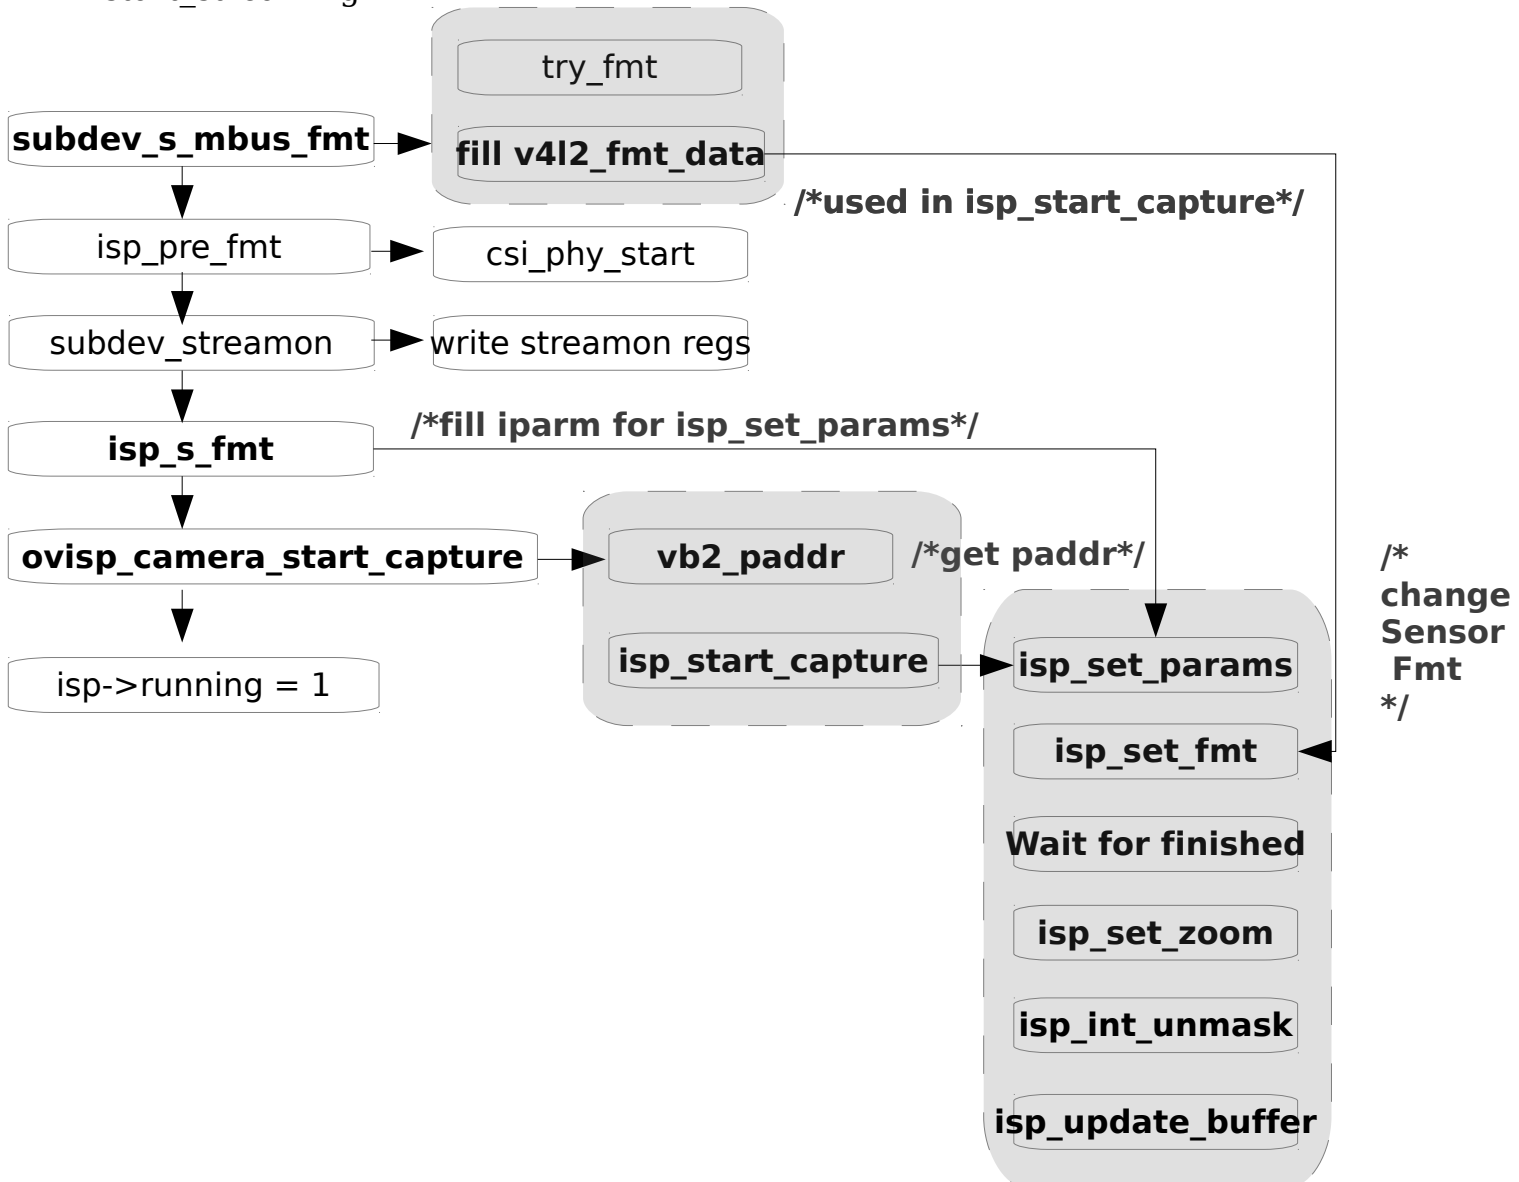 try_fmt
subdev_s_mbus_fmt
fill v4l2_fmt_data
/*used in isp_start_capture*/
isp_pre_fmt
csi_phy_start
subdev_streamon
write streamon regs
/*fill iparm for isp_set_params*/
isp_s_fmt
ovisp_camera_start_capture
vb2_paddr
/*get paddr*/
/*
change
Sensor
Fmt
*/
isp_start_capture
isp_set_params
isp->running = 1
isp_set_fmt
Wait for finished
isp_set_zoom
isp_int_unmask
isp_update_buffer